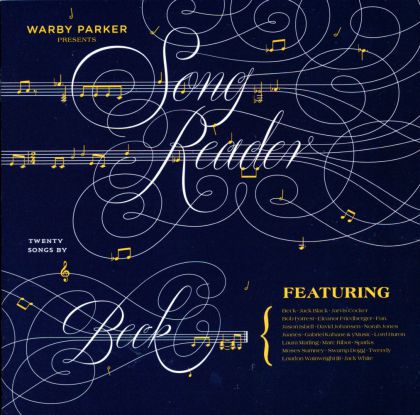 WARBY PARKER
PRESENTS
Song
Reader
TWENTY
SONGS BY
Beck
FEATURING
Beck · Jack Black · Jarvis Cocker
Bob Forrest · Eleanor Friedberger · Fun.
Jason Isbell · David Johansen · Norah Jones
Juanes · Gabriel Kahane & yMusic · Lord Huron
Laura Marling · Marc Ribot · Sparks
Moses Sumney · Swamp Dogg · Tweedy
Loudon Wainwright III · Jack White